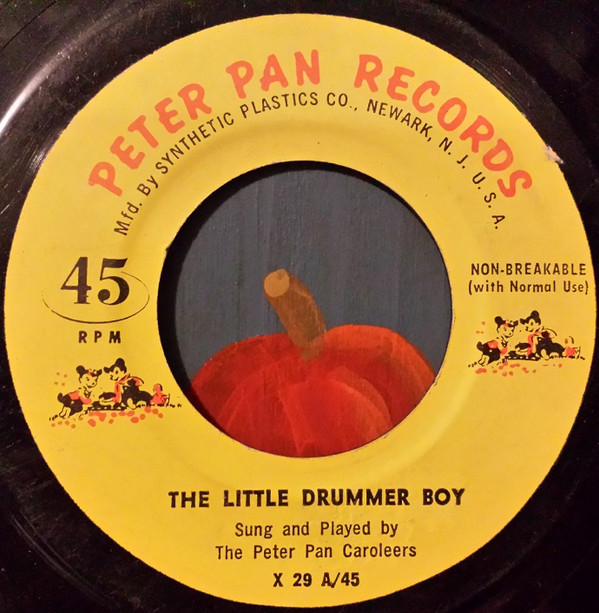 PETER PAN RECORDS
Mfd. By SYNTHETIC PLASTICS CO., NEWARK, N. J. U. S. A.
45
RPM
NON-BREAKABLE
(with Normal Use)
THE LITTLE DRUMMER BOY
Sung and Played by
The Peter Pan Caroleers
X 29 A/45